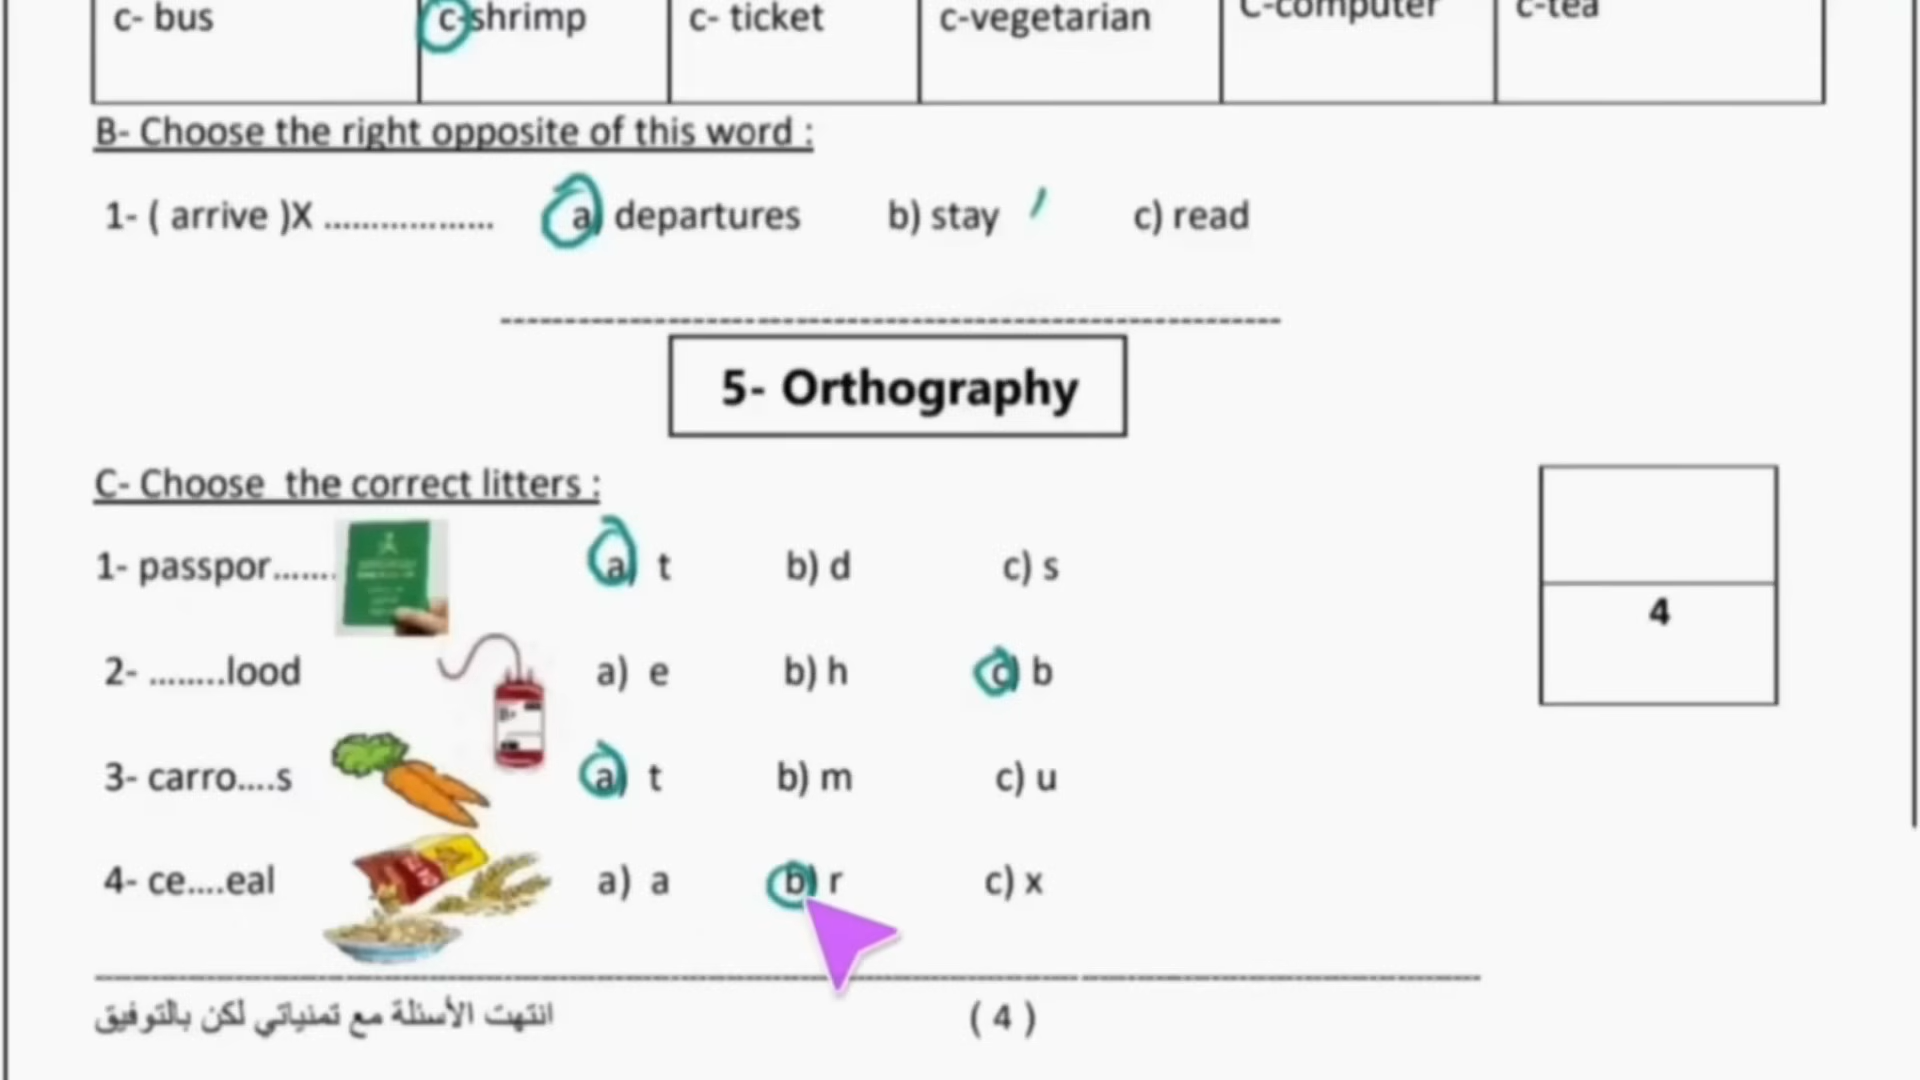 c- bus c-shrimp c- ticket c-vegetarian C-computer c-tea
B- Choose the right opposite of this word :
1- ( arrive )X .................. a) departures b) stay c) read
5- Orthography
C- Choose the correct litters :
1- passpor....... a) t b) d c) s
2- ........lood a) e b) h c) b
3- carro....s a) t b) m c) u
4- ce....eal a) a b) r c) x
4
انتهت الأسئلة مع تمنياتي لكن بالتوفيق
( 4 )